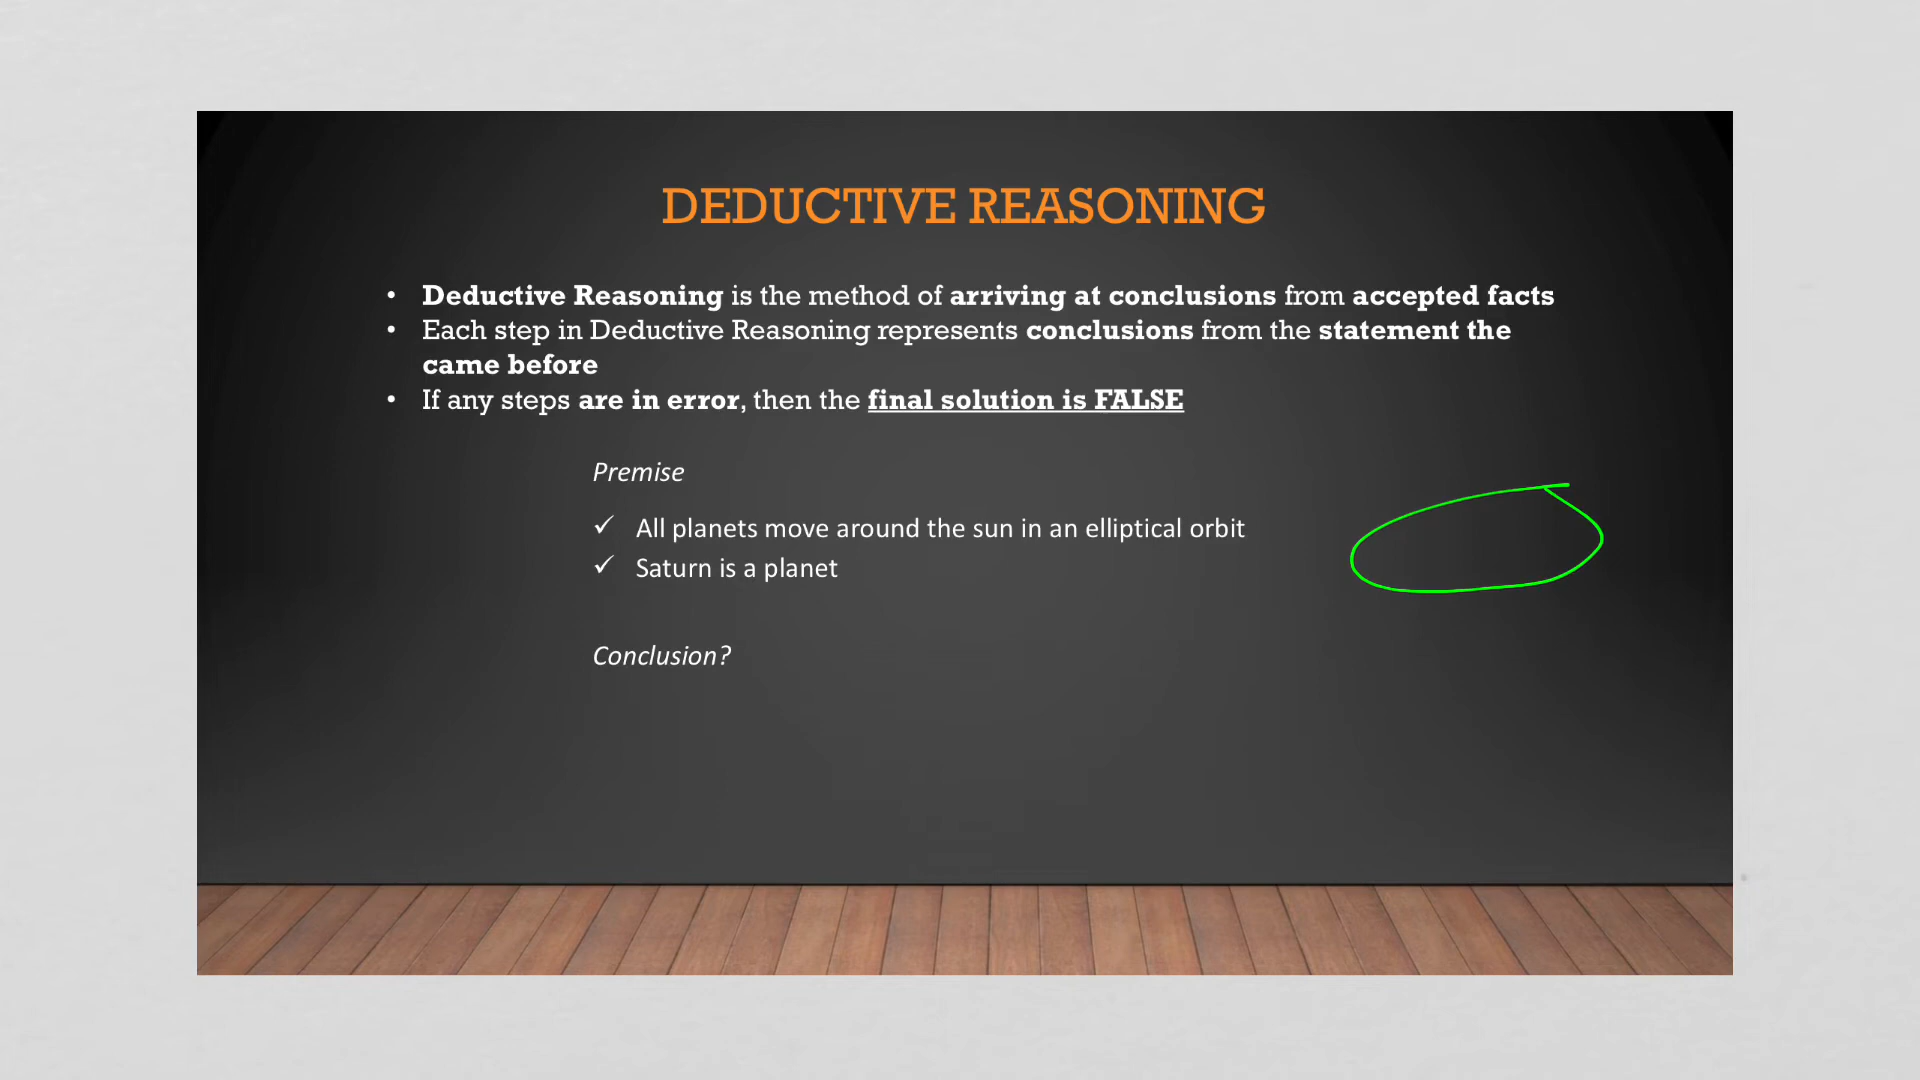 DEDUCTIVE REASONING
• Deductive Reasoning is the method of arriving at conclusions from accepted facts
• Each step in Deductive Reasoning represents conclusions from the statement the
came before
• If any steps are in error, then the final solution is FALSE
Premise
✓ All planets move around the sun in an elliptical orbit
✓ Saturn is a planet
Conclusion?